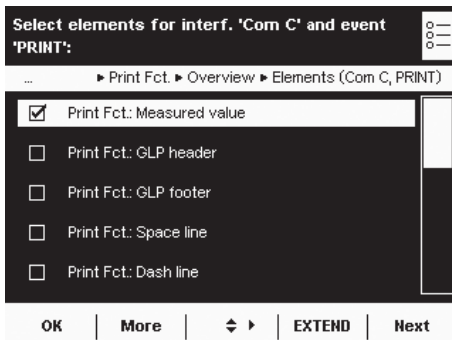 Select elements for interf. 'Com C' and event
'PRINT':
... ▸ Print Fct. ▸ Overview ▸ Elements (Com C, PRINT)
Print Fct.: Measured value
Print Fct.: GLP header
Print Fct.: GLP footer
Print Fct.: Space line
Print Fct.: Dash line
OK | More | | EXTEND | Next